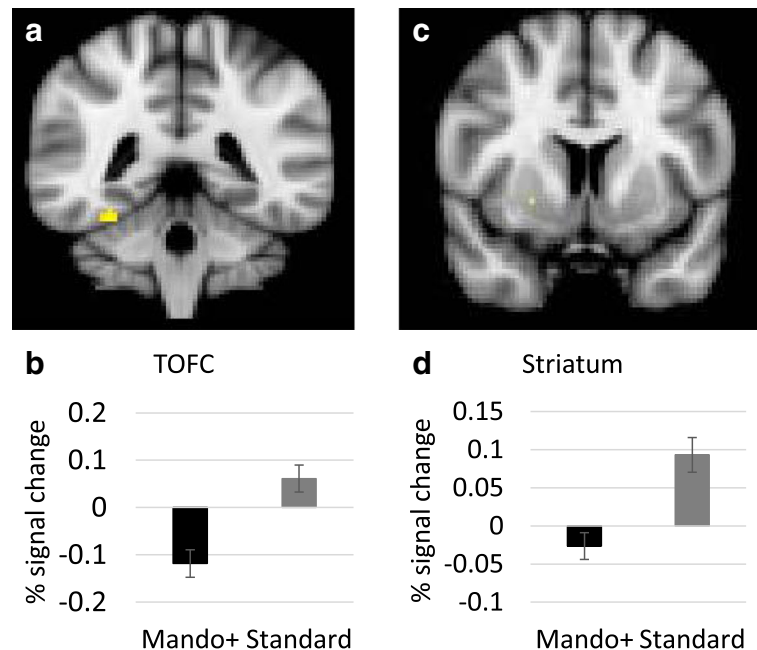 a
c
b TOFC
% signal change
0.2
0.1
0
-0.1
-0.2
Mando+ Standard
d Striatum
% signal change
0.15
0.1
0.05
0
-0.05
-0.1
Mando+ Standard